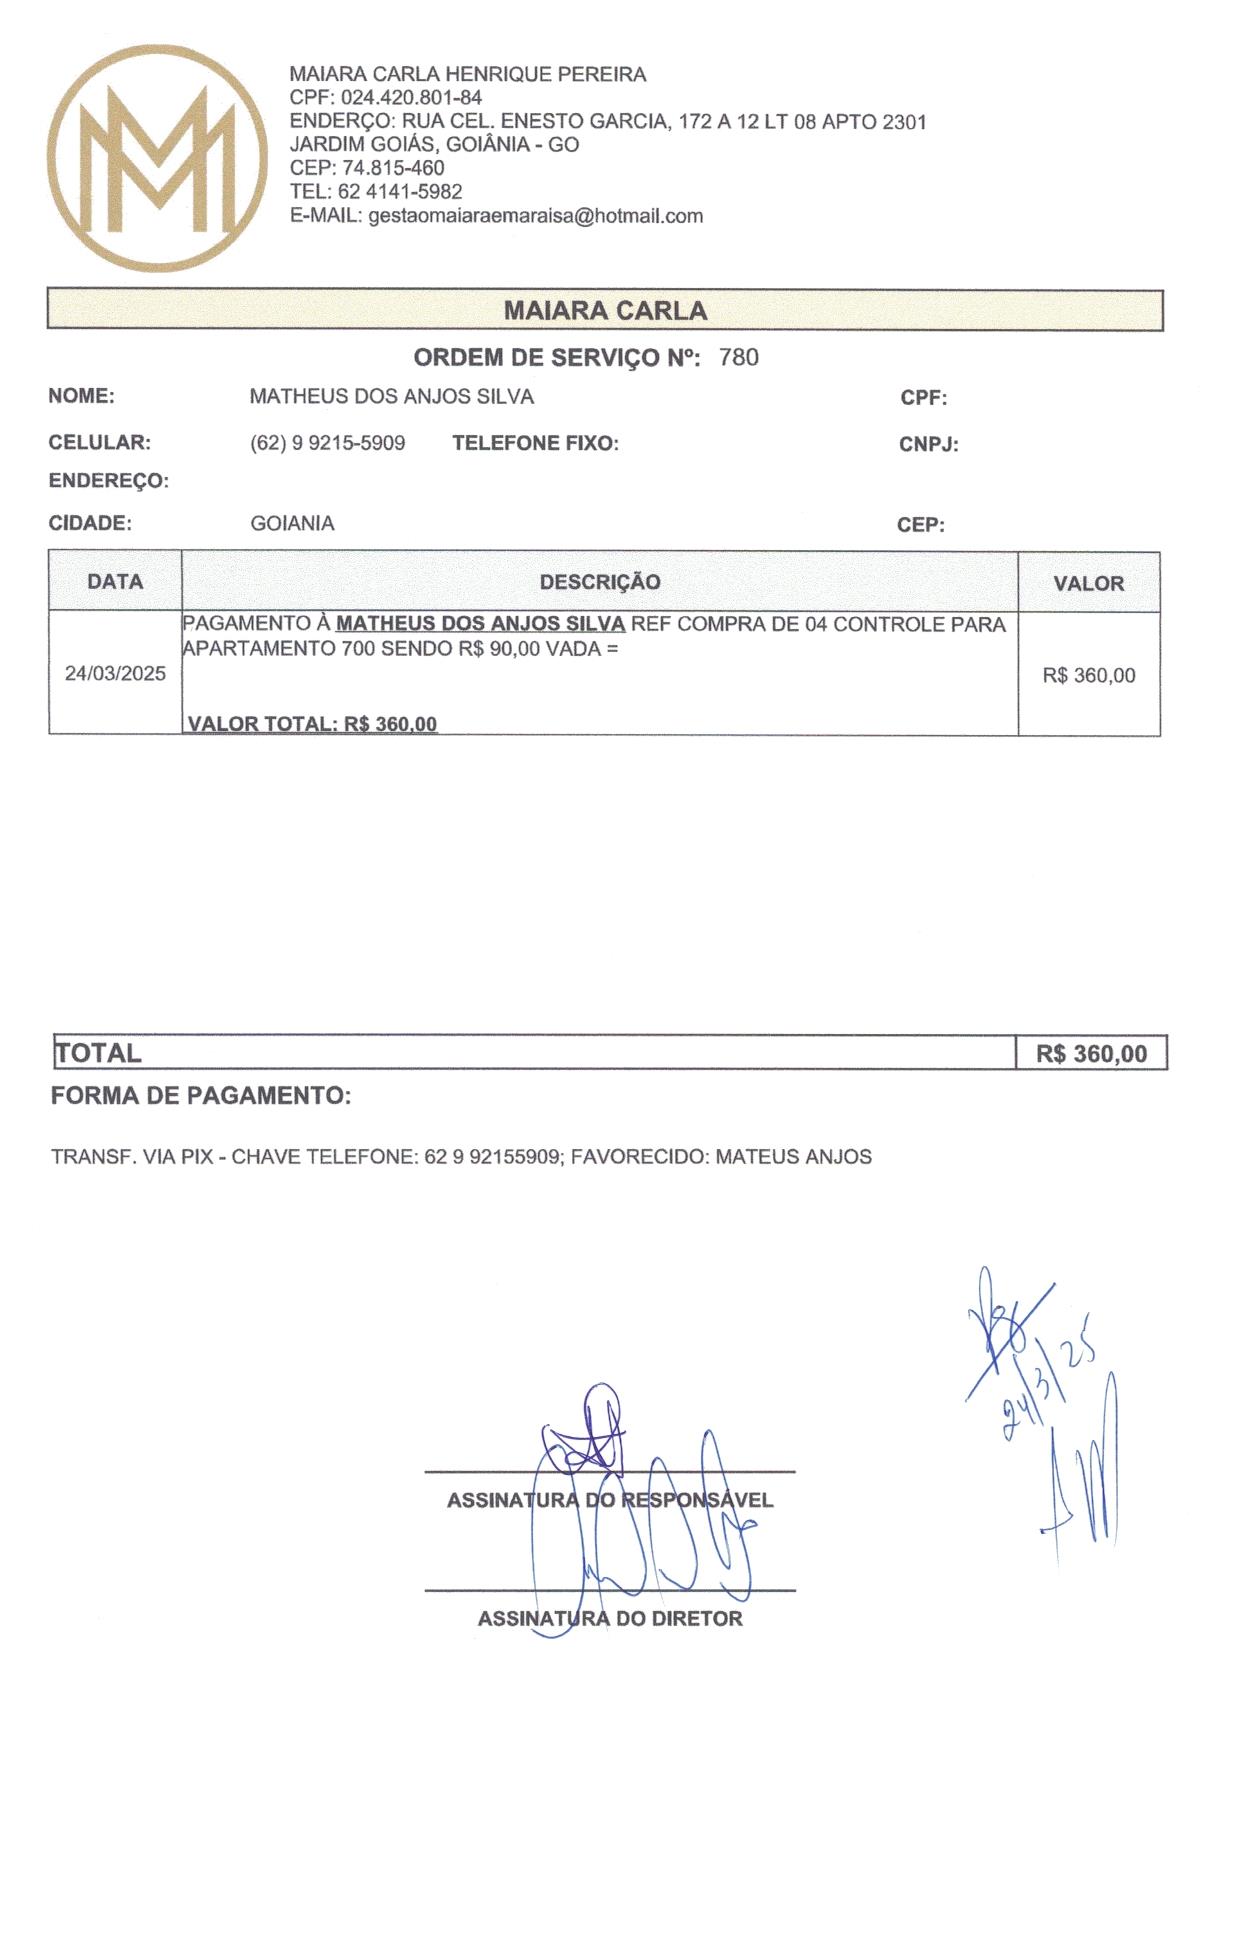 MAIARA CARLA HENRIQUE PEREIRA
CPF: 024.420.801-84
ENDERÇO: RUA CEL. ENESTO GARCIA, 172 A 12 LT 08 APTO 2301
JARDIM GOIÁS, GOIÂNIA - GO
CEP: 74.815-460
TEL: 62 4141-5982
E-MAIL: gestaomaiaraemaraisa@hotmail.com
MAIARA CARLA
ORDEM DE SERVIÇO Nº: 780
NOME: MATHEUS DOS ANJOS SILVA CPF:
CELULAR: (62) 9 9215-5909 TELEFONE FIXO: CNPJ:
ENDEREÇO:
CIDADE: GOIANIA CEP:
DATA DESCRIÇÃO VALOR
PAGAMENTO À MATHEUS DOS ANJOS SILVA REF COMPRA DE 04 CONTROLE PARA
APARTAMENTO 700 SENDO R$ 90,00 VADA =
24/03/2025 R$ 360,00
VALOR TOTAL: R$ 360,00
TOTAL R$ 360,00
FORMA DE PAGAMENTO:
TRANSF. VIA PIX - CHAVE TELEFONE: 62 9 92155909; FAVORECIDO: MATEUS ANJOS
24/3/25
ASSINATURA DO RESPONSÁVEL
ASSINATURA DO DIRETOR